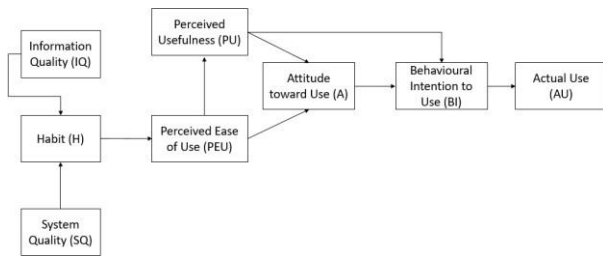 Information
Quality (IQ)
Perceived
Usefulness (PU)
Attitude
toward Use (A)
Behavioural
Intention to
Use (BI)
Actual Use
(AU)
Habit (H)
Perceived Ease
of Use (PEU)
System
Quality (SQ)